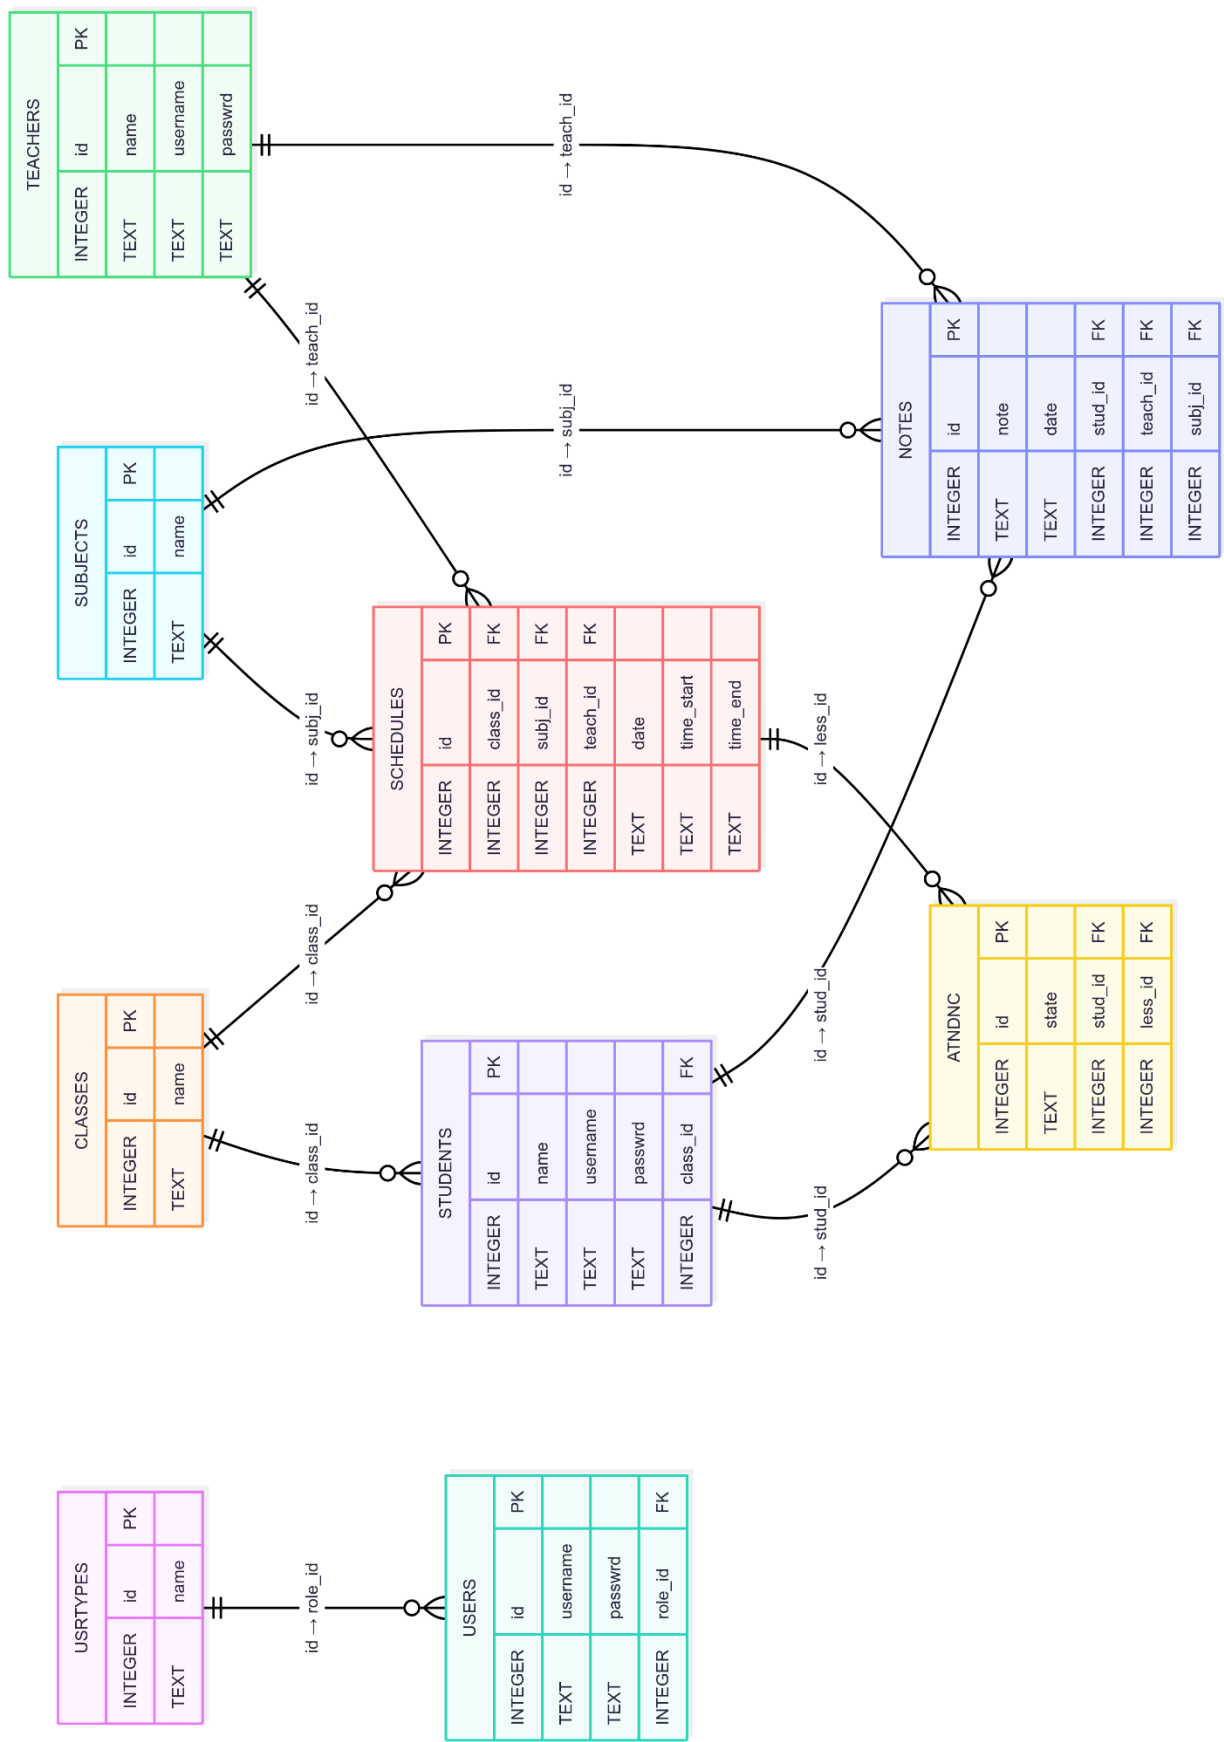 USRTYPES
INTEGER id PK
TEXT name
CLASSES
INTEGER id PK
TEXT name
SUBJECTS
INTEGER id PK
TEXT name
TEACHERS
INTEGER id PK
TEXT name
TEXT username
TEXT passwrd
id → role_id
id → class_id
id → class_id
id → subj_id
id → teach_id
USERS
INTEGER id PK
TEXT username
TEXT passwrd
INTEGER role_id FK
STUDENTS
INTEGER id PK
TEXT name
TEXT username
TEXT passwrd
INTEGER class_id FK
SCHEDULES
INTEGER id PK
INTEGER class_id FK
INTEGER subj_id FK
INTEGER teach_id FK
TEXT date
TEXT time_start
TEXT time_end
id → subj_id
id → teach_id
id → stud_id
id → stud_id
id → less_id
ATNDNC
INTEGER id PK
TEXT state
INTEGER stud_id FK
INTEGER less_id FK
NOTES
INTEGER id PK
TEXT note
TEXT date
INTEGER stud_id FK
INTEGER teach_id FK
INTEGER subj_id FK